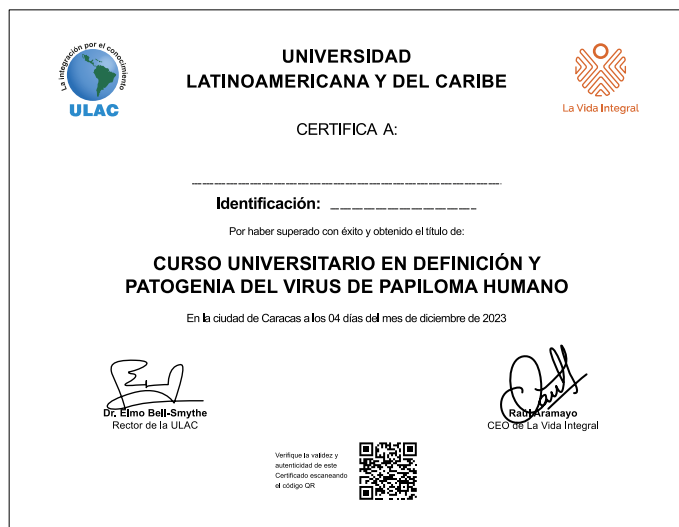 La integración por el conocimiento
ULAC
UNIVERSIDAD
LATINOAMERICANA Y DEL CARIBE
La Vida Integral
CERTIFICA A:
Identificación:
Por haber superado con éxito y obtenido el título de:
CURSO UNIVERSITARIO EN DEFINICIÓN Y
PATOGENIA DEL VIRUS DE PAPILOMA HUMANO
En la ciudad de Caracas a los 04 días del mes de diciembre de 2023
Dr. Elmo Bell-Smythe
Rector de la ULAC
Raúl Aramayo
CEO de La Vida Integral
Verifique la validez y
autenticidad de este
Certificado escaneando
el código QR